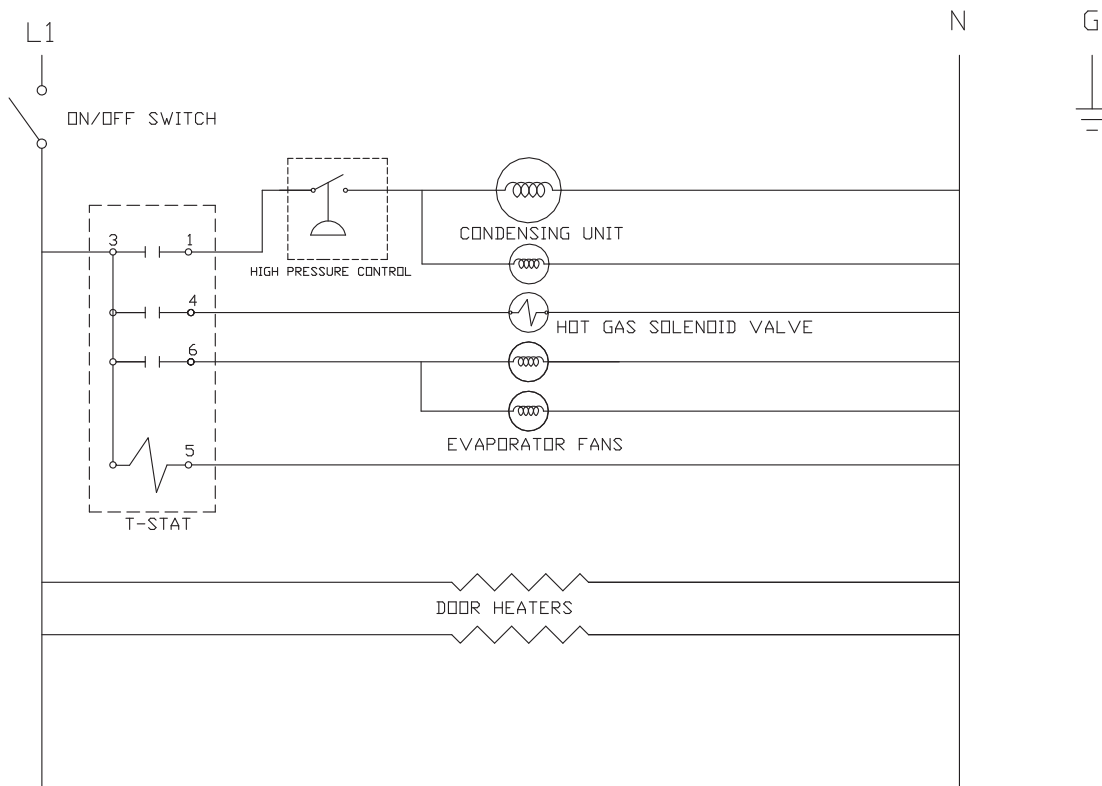 L1
N
G
ON/OFF SWITCH
3
1
HIGH PRESSURE CONTROL
CONDENSING UNIT
4
HOT GAS SOLENOID VALVE
6
EVAPORATOR FANS
5
T-STAT
DOOR HEATERS